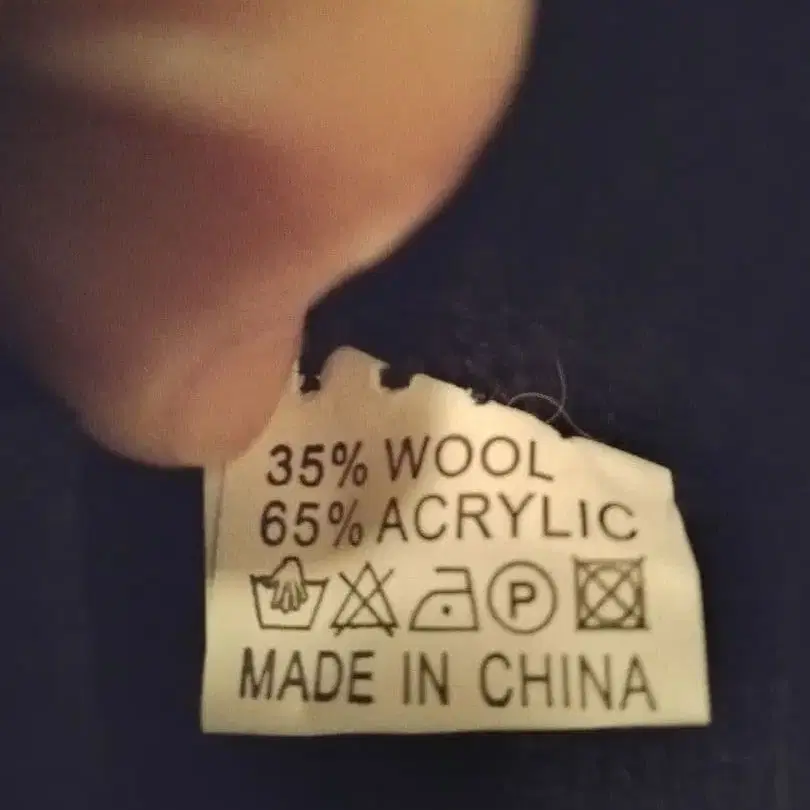 35% WOOL
65% ACRYLIC
P
MADE IN CHINA